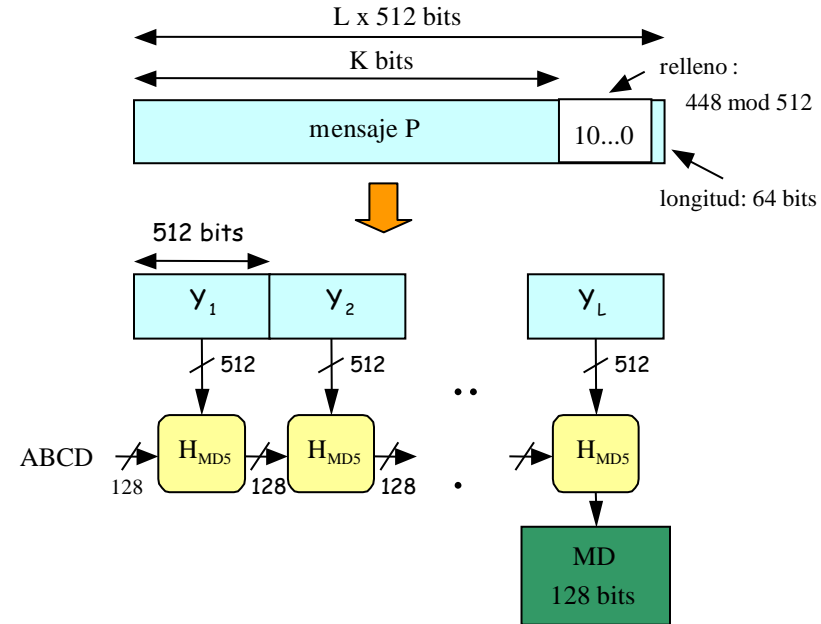 L x 512 bits
K bits
relleno :
448 mod 512
mensaje P
10...0
longitud: 64 bits
512 bits
Y1
Y2
YL
512
512
512
. .
ABCD
128
HMD5
128
HMD5
128
.
HMD5
MD
128 bits